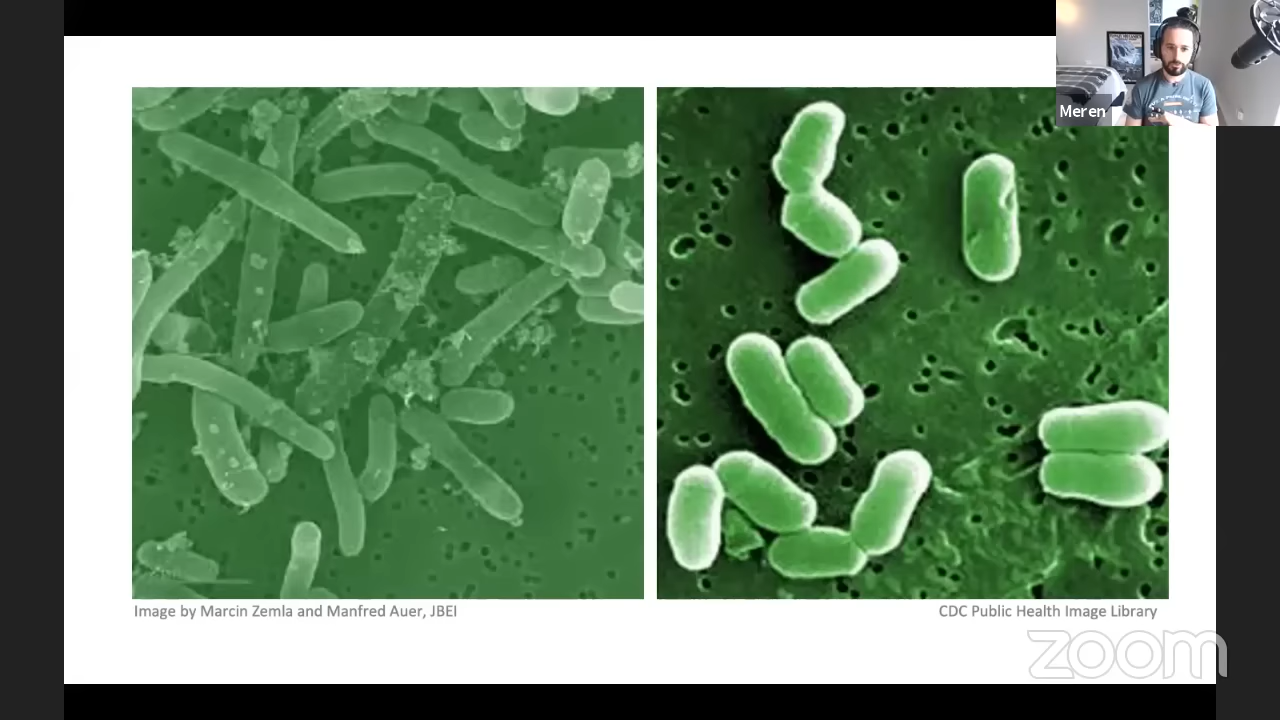 Meren
Image by Marcin Zemla and Manfred Auer, JBEI
CDC Public Health Image Library
zoom